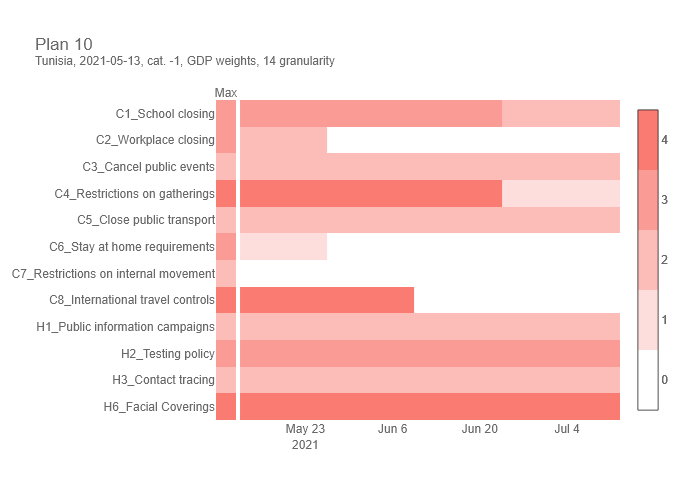 Plan 10
Tunisia, 2021-05-13, cat. -1, GDP weights, 14 granularity
Max
C1_School closing
C2_Workplace closing
C3_Cancel public events
C4_Restrictions on gatherings
C5_Close public transport
C6_Stay at home requirements
C7_Restrictions on internal movement
C8_International travel controls
H1_Public information campaigns
H2_Testing policy
H3_Contact tracing
H6_Facial Coverings
May 23
2021
Jun 6
Jun 20
Jul 4
4
3
2
1
0